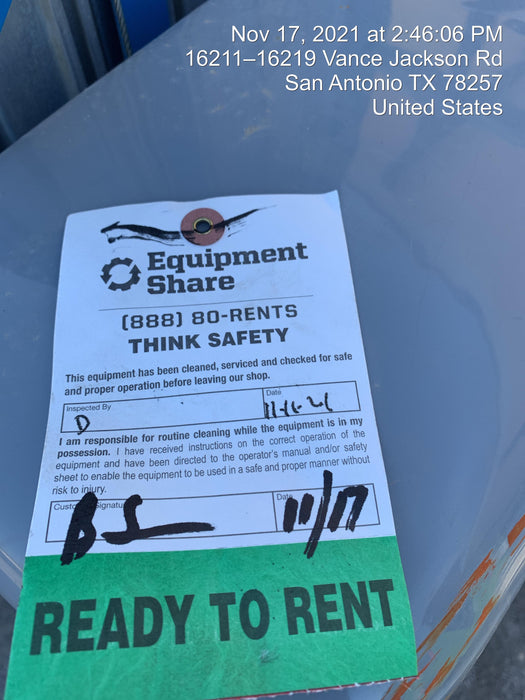 Nov 17, 2021 at 2:46:06 PM
16211–16219 Vance Jackson Rd
San Antonio TX 78257
United States
Equipment
Share
(888) 80-RENTS
THINK SAFETY
This equipment has been cleaned, serviced and checked for safe
and proper operation before leaving our shop.
Inspected By
Date
D
11-16-21
I am responsible for routine cleaning while the equipment is in my
possession. I have received instructions on the correct operation of the
equipment and have been directed to the operator's manual and/or safety
sheet to enable the equipment to be used in a safe and proper manner without
risk to injury.
Signature
Date
BS
11/17
READY TO RENT